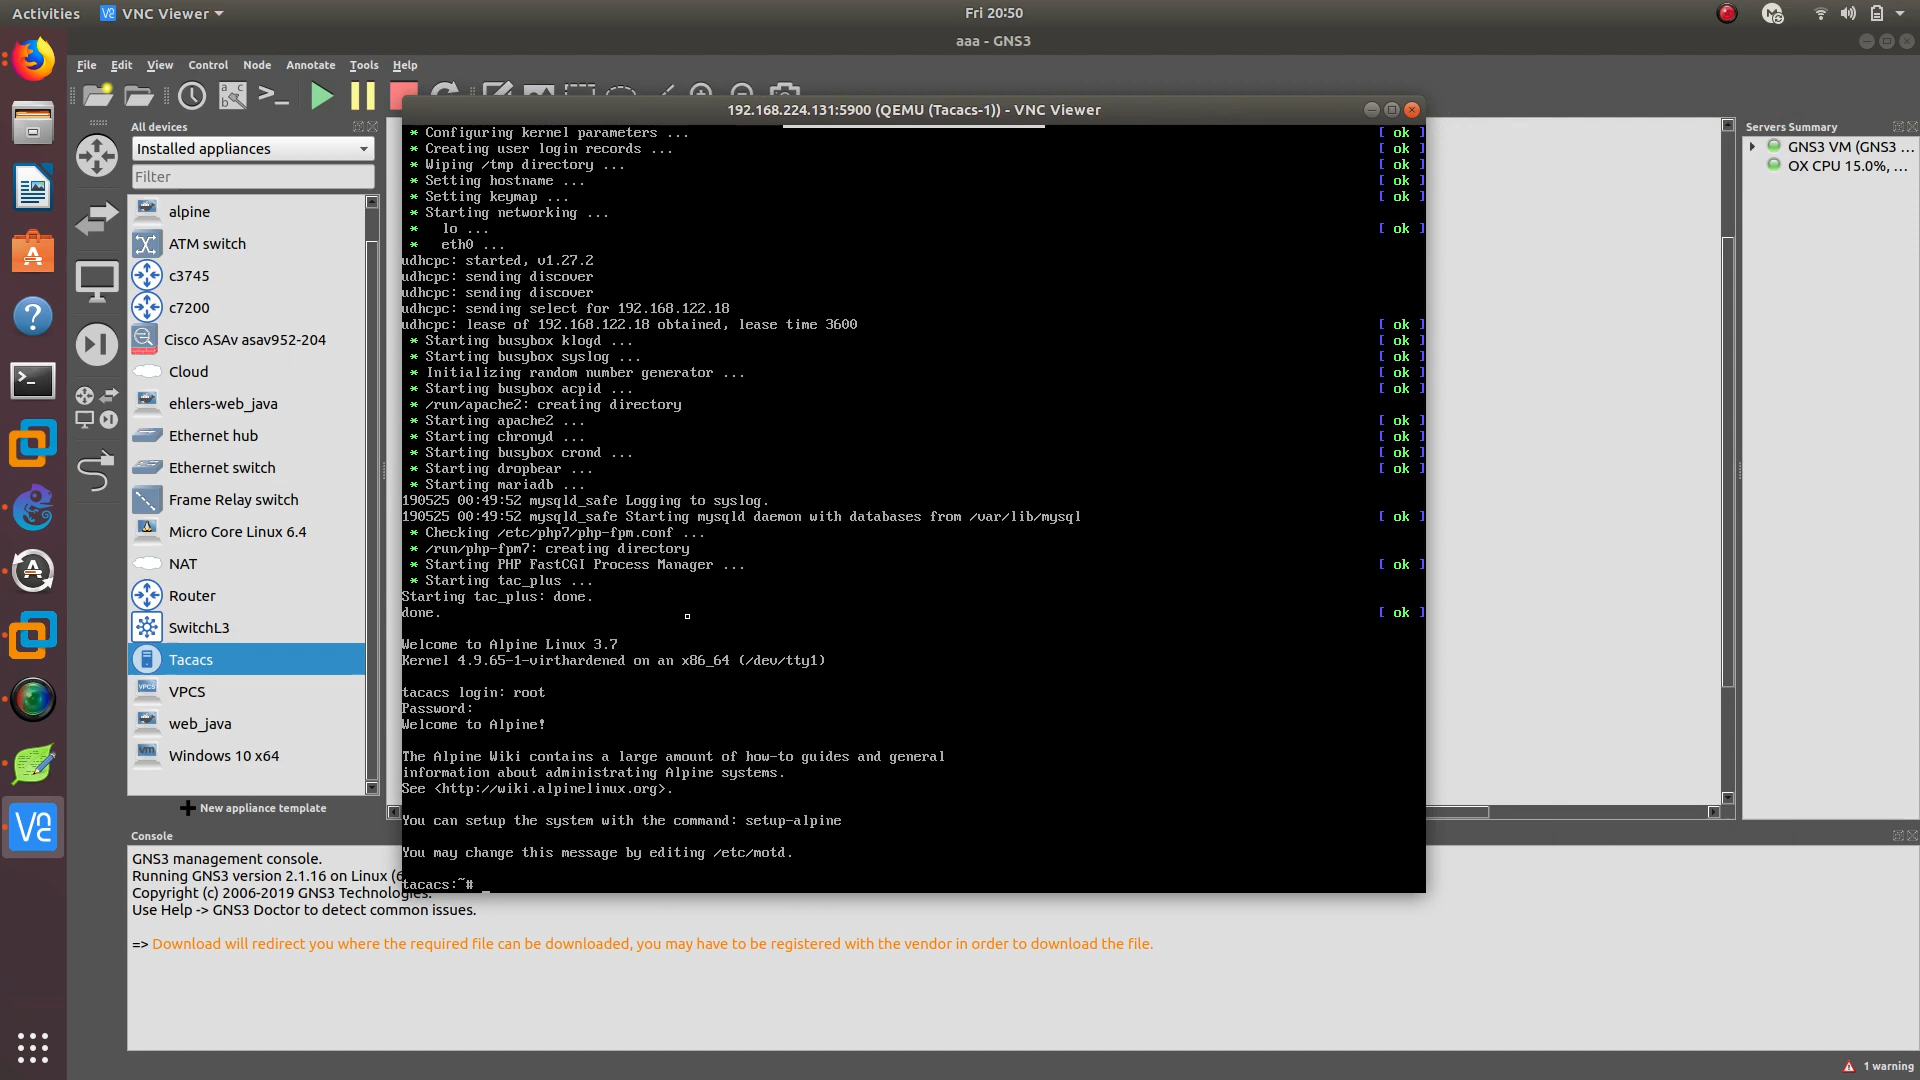 Activities
VNC Viewer
Fri 20:50
aaa - GNS3
File Edit View Control Node Annotate Tools Help
All devices
Installed appliances
Filter
alpine
ATM switch
c3745
c7200
Cisco ASAv asav952-204
Cloud
ehlers-web_java
Ethernet hub
Ethernet switch
Frame Relay switch
Micro Core Linux 6.4
NAT
Router
SwitchL3
Tacacs
VPCS
web_java
Windows 10 x64
New appliance template
192.168.224.131:5900 (QEMU (Tacacs-1)) - VNC Viewer
* Configuring kernel parameters ... [ ok ]
* Creating user login records ... [ ok ]
* Wiping /tmp directory ... [ ok ]
* Setting hostname ... [ ok ]
* Setting keymap ... [ ok ]
* Starting networking ...
* lo ... [ ok ]
* eth0 ...
udhcpc: started, v1.27.2
udhcpc: sending discover
udhcpc: sending discover
udhcpc: sending select for 192.168.122.18
udhcpc: lease of 192.168.122.18 obtained, lease time 3600 [ ok ]
* Starting busybox klogd ... [ ok ]
* Starting busybox syslog ... [ ok ]
* Initializing random number generator ... [ ok ]
* Starting busybox acpid ... [ ok ]
* /run/apache2: creating directory
* Starting apache2 ... [ ok ]
* Starting chronyd ... [ ok ]
* Starting busybox crond ... [ ok ]
* Starting dropbear ... [ ok ]
* Starting mariadb ...
190525 00:49:52 mysqld_safe Logging to syslog.
190525 00:49:52 mysqld_safe Starting mysqld daemon with databases from /var/lib/mysql [ ok ]
* Checking /etc/php7/php-fpm.conf ...
* /run/php-fpm7: creating directory
* Starting PHP FastCGI Process Manager ... [ ok ]
* Starting tac_plus ...
Starting tac_plus: done.
done. [ ok ]
Welcome to Alpine Linux 3.7
Kernel 4.9.65-1-virthardened on an x86_64 (/dev/tty1)
tacacs login: root
Password:
Welcome to Alpine!
The Alpine Wiki contains a large amount of how-to guides and general
information about administrating Alpine systems.
See <http://wiki.alpinelinux.org>.
You can setup the system with the command: setup-alpine
You may change this message by editing /etc/motd.
tacacs:~# _
Servers Summary
GNS3 VM (GNS3 ...
OX CPU 15.0%, ...
Console
GNS3 management console.
Running GNS3 version 2.1.16 on Linux (6
Copyright (c) 2006-2019 GNS3 Technologies.
Use Help -> GNS3 Doctor to detect common issues.
=> Download will redirect you where the required file can be downloaded, you may have to be registered with the vendor in order to download the file.
1 warning